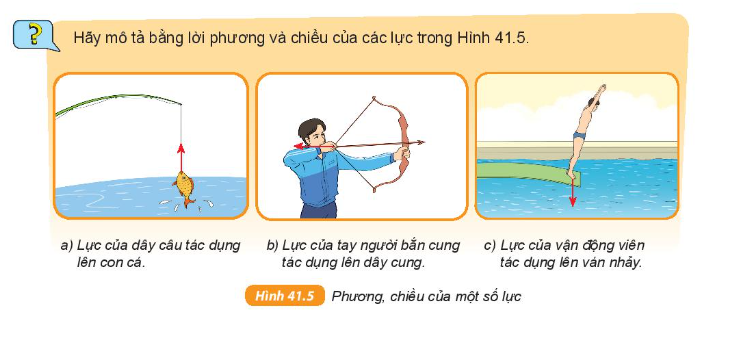 ?
Hãy mô tả bằng lời phương và chiều của các lực trong Hình 41.5.
a) Lực của dây câu tác dụng
lên con cá.
b) Lực của tay người bắn cung
tác dụng lên dây cung.
c) Lực của vận động viên
tác dụng lên ván nhảy.
Hình 41.5 Phương, chiều của một số lực